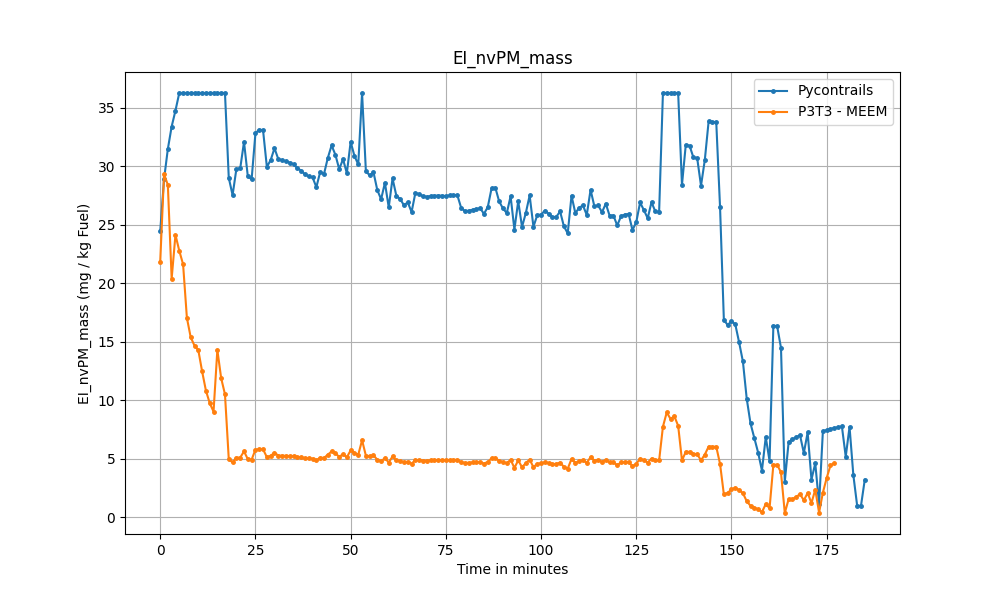 EI_nvPM_mass
Pycontrails
P3T3 - MEEM
EI_nvPM_mass (mg / kg Fuel)
35
30
25
20
15
10
5
0
0 25 50 75 100 125 150 175
Time in minutes